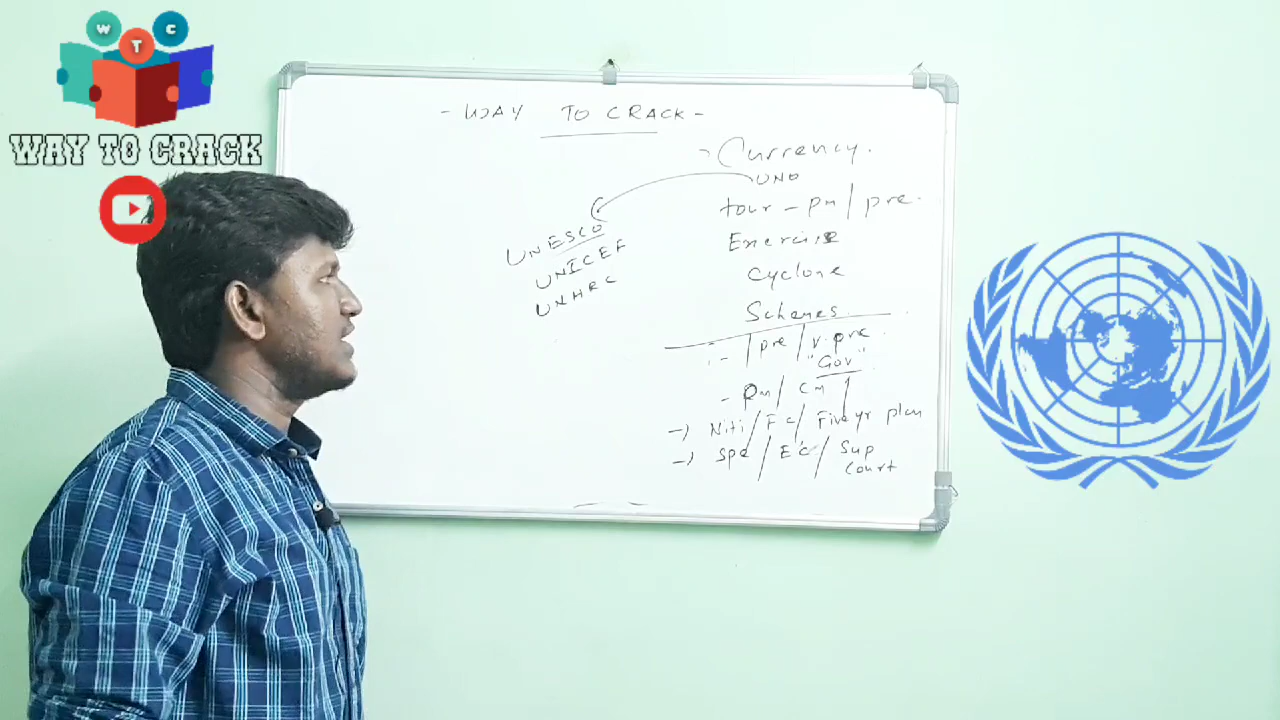 W T C
WAY TO CRACK
- WAY TO CRACK -
Currency.
UNO
tour - pm / pre.
UNESCO
Exercise
UNICEF
Cyclone
UNHRC
Schemes
- / pre / v. pre
"Gov"
- pm / cm /
→ Niti / FC / Five yr plan
→ Spe / EC / Sup
Court